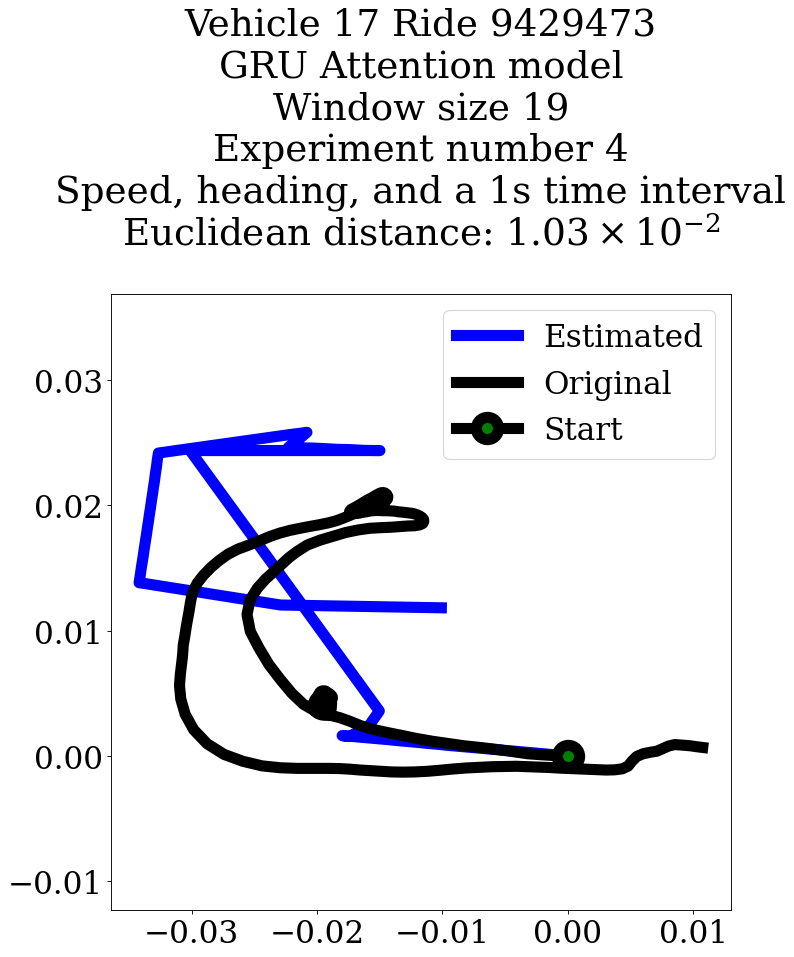 Vehicle 17 Ride 9429473
GRU Attention model
Window size 19
Experiment number 4
Speed, heading, and a 1s time interval
Euclidean distance: 1.03 × 10⁻²
Estimated
Original
Start
0.03
0.02
0.01
0.00
−0.01
−0.03 −0.02 −0.01 0.00 0.01